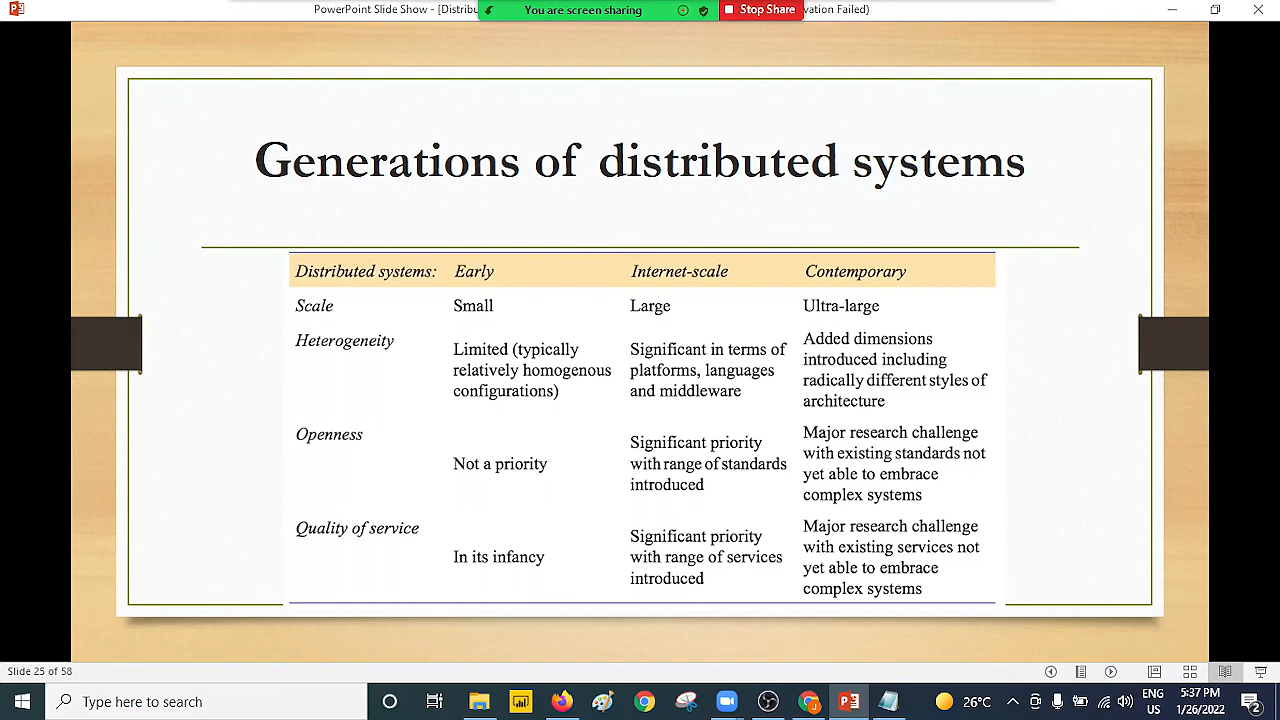 PowerPoint Slide Show - [Distribu
You are screen sharing
Stop Share
vation Failed)
Generations of distributed systems
Distributed systems: Early Internet-scale Contemporary
Scale Small Large Ultra-large
Heterogeneity
Limited (typically
relatively homogenous
configurations)
Significant in terms of
platforms, languages
and middleware
Added dimensions
introduced including
radically different styles of
architecture
Openness
Not a priority
Significant priority
with range of standards
introduced
Major research challenge
with existing standards not
yet able to embrace
complex systems
Quality of service
In its infancy
Significant priority
with range of services
introduced
Major research challenge
with existing services not
yet able to embrace
complex systems
Slide 25 of 58
Type here to search
26°C
ENG
US
5:37 PM
1/26/2022
2